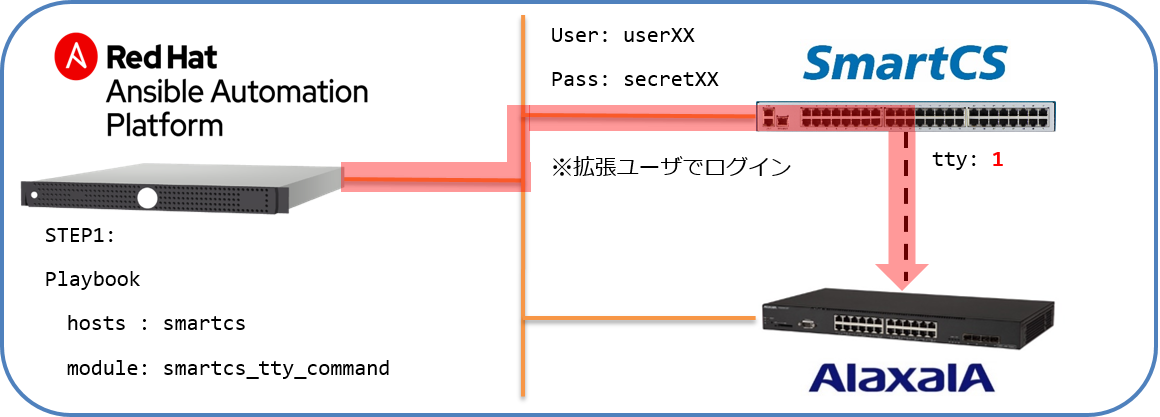 Red Hat
Ansible Automation
Platform
STEP1:
Playbook
hosts : smartcs
module: smartcs_tty_command
User: userXX
Pass: secretXX
※拡張ユーザでログイン
SmartCS
tty: 1
AlaxalA